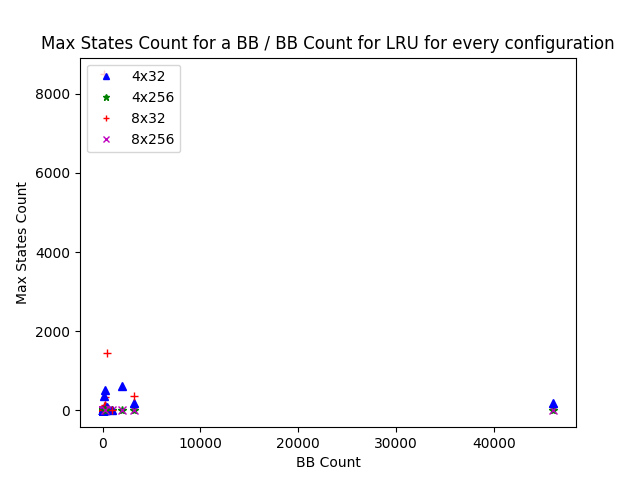 Max States Count for a BB / BB Count for LRU for every configuration
4x32
4x256
8x32
8x256
8000
6000
4000
2000
0
Max States Count
0 10000 20000 30000 40000
BB Count